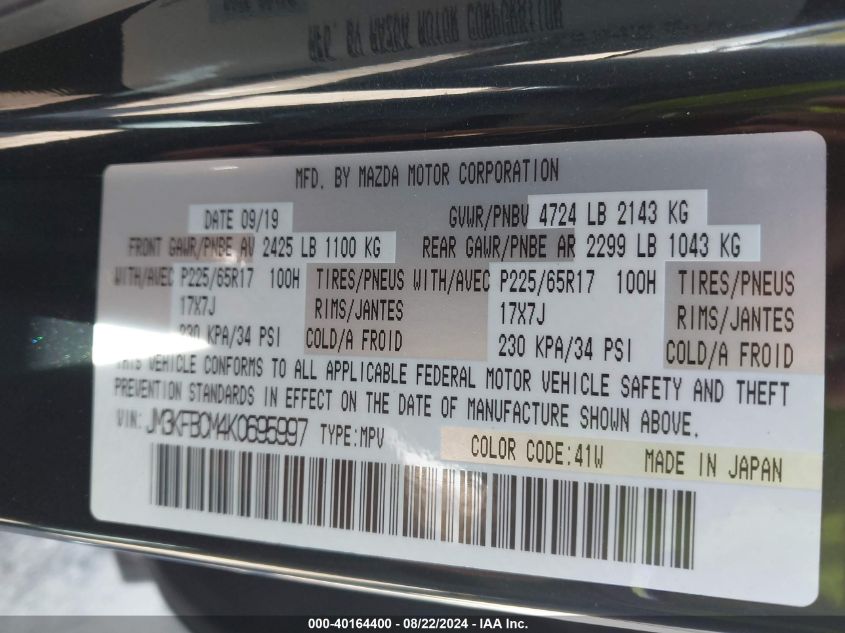 MFD. BY MAZDA MOTOR CORPORATION
DATE 09/19 GVWR/PNBV 4724 LB 2143 KG
FRONT GAWR/PNBE AV 2425 LB 1100 KG REAR GAWR/PNBE AR 2299 LB 1043 KG
WITH/AVEC P225/65R17 100H TIRES/PNEUS WITH/AVEC P225/65R17 100H TIRES/PNEUS
17X7J RIMS/JANTES 17X7J RIMS/JANTES
230 KPA/34 PSI COLD/A FROID 230 KPA/34 PSI COLD/A FROID
THIS VEHICLE CONFORMS TO ALL APPLICABLE FEDERAL MOTOR VEHICLE SAFETY AND THEFT
PREVENTION STANDARDS IN EFFECT ON THE DATE OF MANUFACTURE SHOWN ABOVE.
VIN: JM3KFBCM4K0695997 TYPE:MPV COLOR CODE:41W MADE IN JAPAN
000-40164400 - 08/22/2024 - IAA Inc.